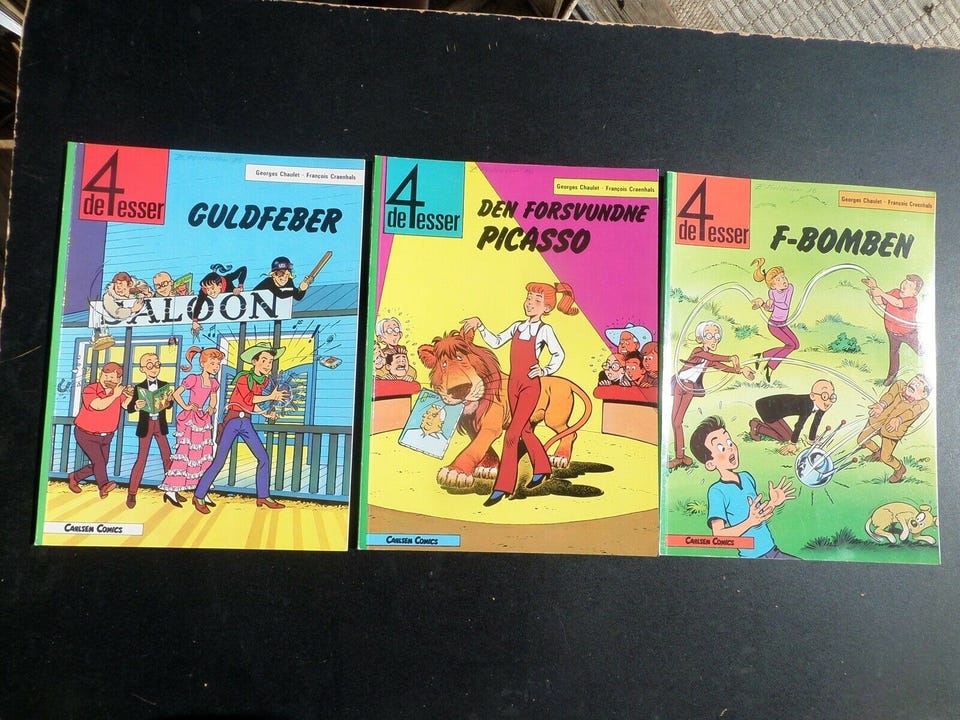 4
de esser
Georges Chaulet · François Craenhals
GULDFEBER
SALOON
CARLSEN COMICS
4
de esser
Georges Chaulet · François Craenhals
DEN FORSVUNDNE
PICASSO
CARLSEN COMICS
4
de esser
Georges Chaulet · François Craenhals
F-BOMBEN
CARLSEN COMICS